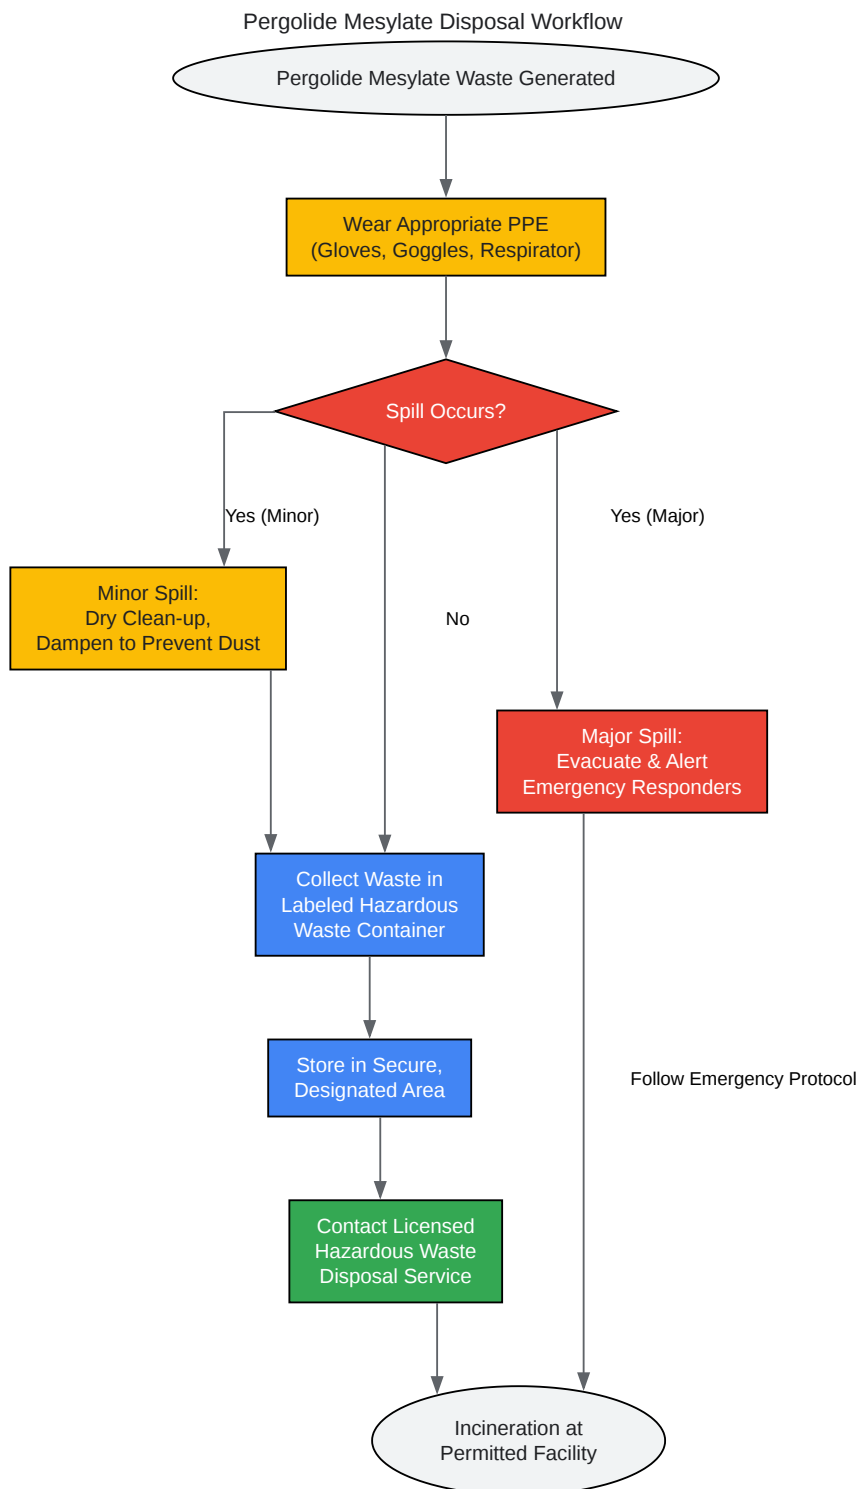 Pergolide Mesylate Disposal Workflow
Pergolide Mesylate Waste Generated
Wear Appropriate PPE
(Gloves, Goggles, Respirator)
Spill Occurs?
Yes (Minor)
Yes (Major)
Minor Spill:
Dry Clean-up,
Dampen to Prevent Dust
No
Major Spill:
Evacuate & Alert
Emergency Responders
Collect Waste in
Labeled Hazardous
Waste Container
Store in Secure,
Designated Area
Follow Emergency Protocol
Contact Licensed
Hazardous Waste
Disposal Service
Incineration at
Permitted Facility